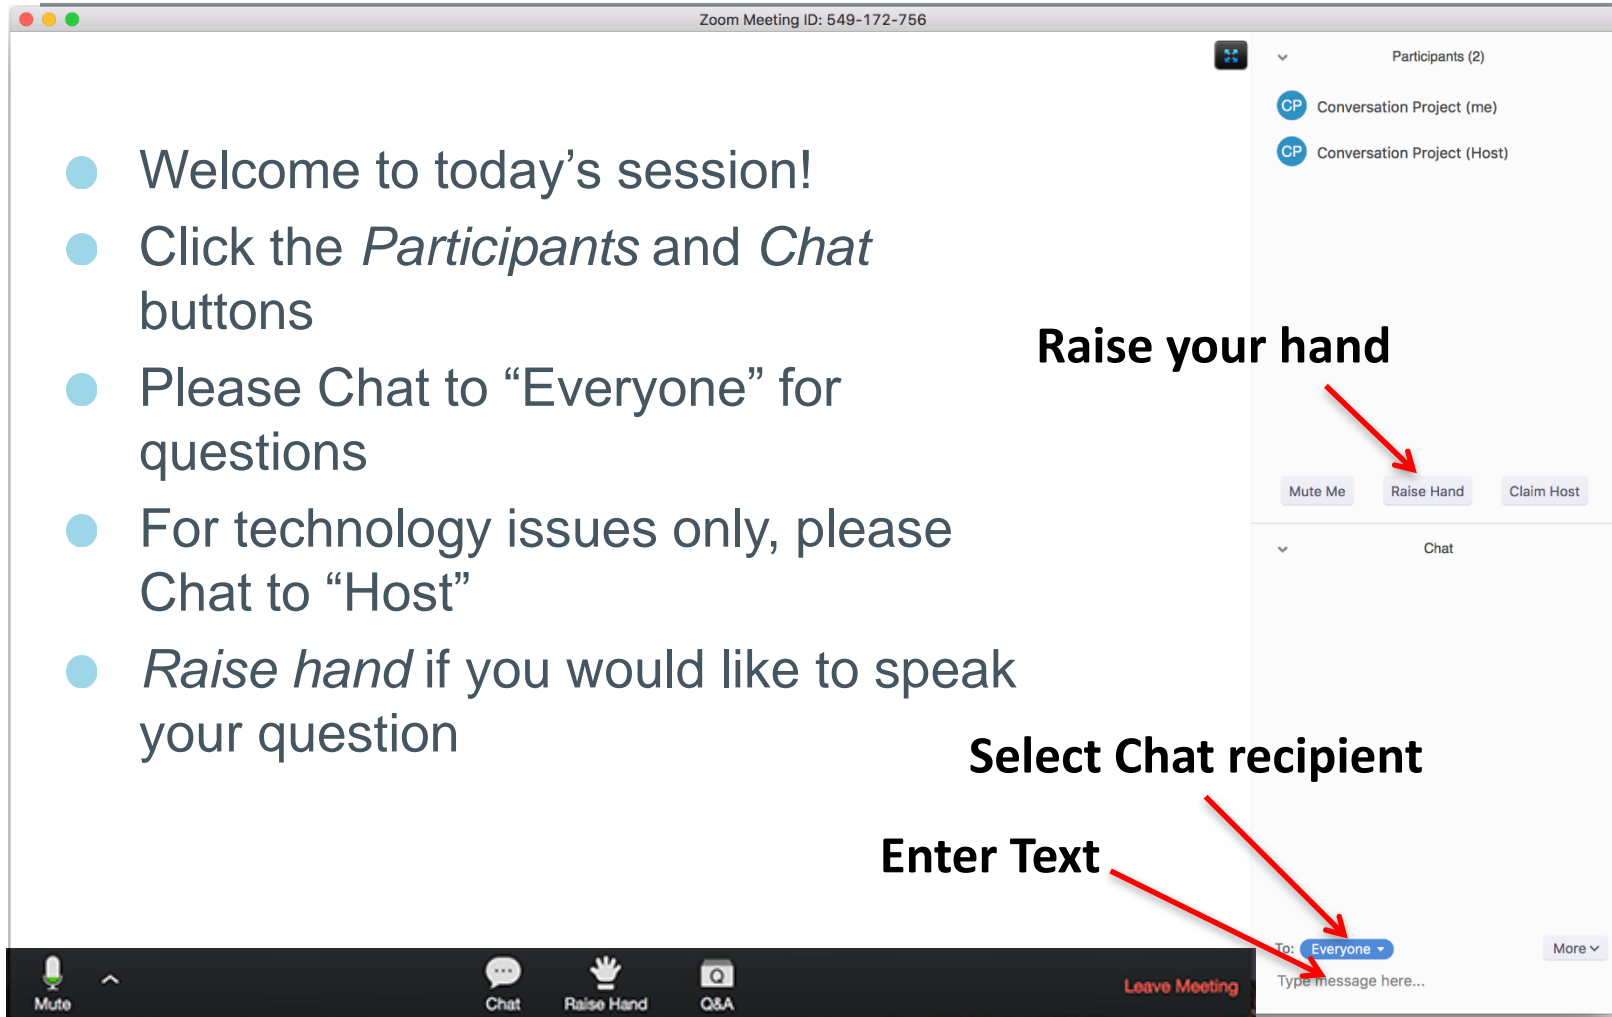 Zoom Meeting ID: 549-172-756
Welcome to today’s session!
Click the Participants and Chat
buttons
Please Chat to “Everyone” for
questions
For technology issues only, please
Chat to “Host”
Raise hand if you would like to speak
your question
Raise your hand
Select Chat recipient
Enter Text
Participants (2)
CP Conversation Project (me)
CP Conversation Project (Host)
Mute Me Raise Hand Claim Host
Chat
To: Everyone More
Type message here...
Mute Chat Raise Hand Q&A Leave Meeting
Q